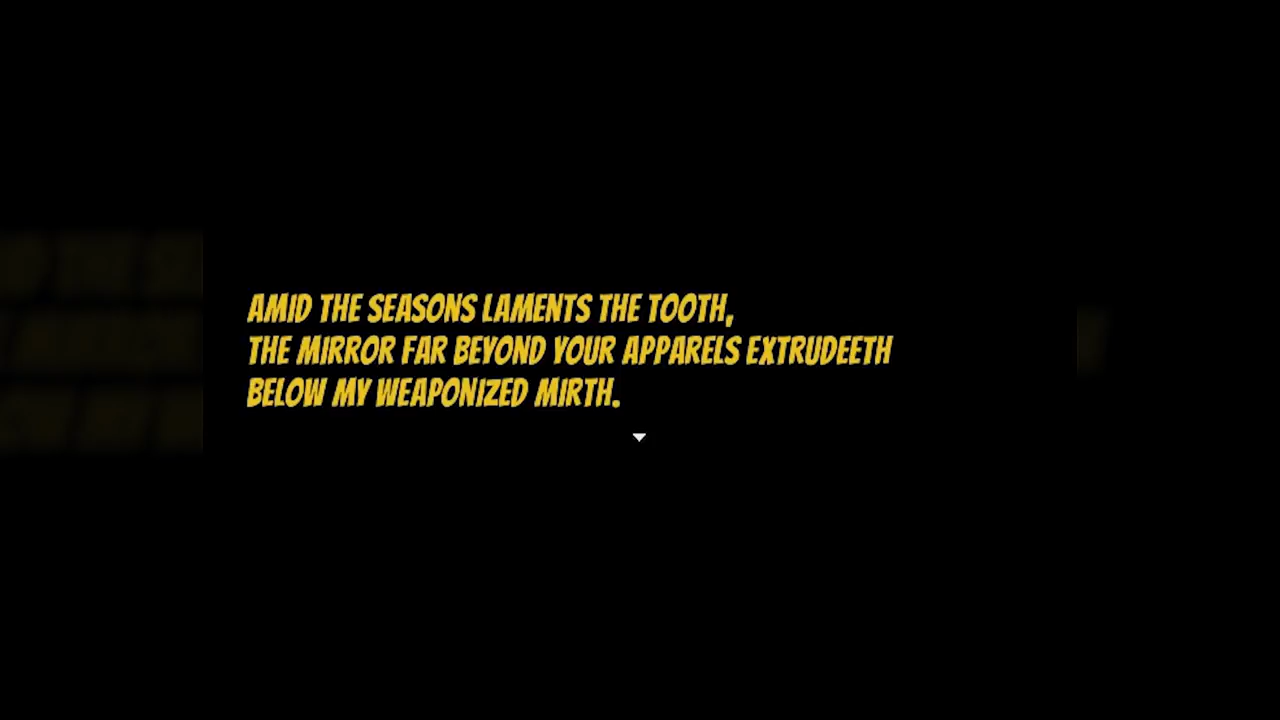 AMID THE SEASONS LAMENTS THE TOOTH,
THE MIRROR FAR BEYOND YOUR APPARELS EXTRUDEETH
BELOW MY WEAPONIZED MIRTH.